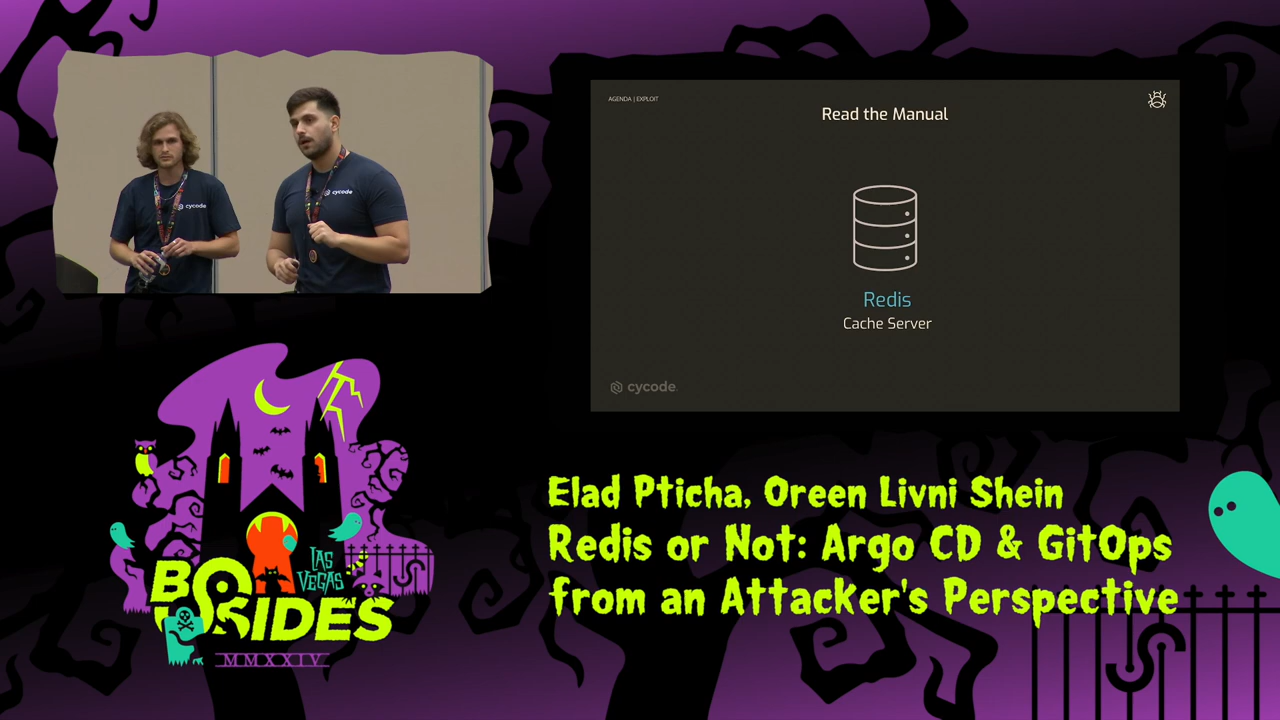 cycode
cycode
AGENDA | EXPLOIT
Read the Manual
Redis
Cache Server
cycode
LAS
VEGAS
BSIDES
MMXXIV
Elad Pticha, Oreen Livni Shein
Redis or Not: Argo CD & GitOps
from an Attacker's Perspective